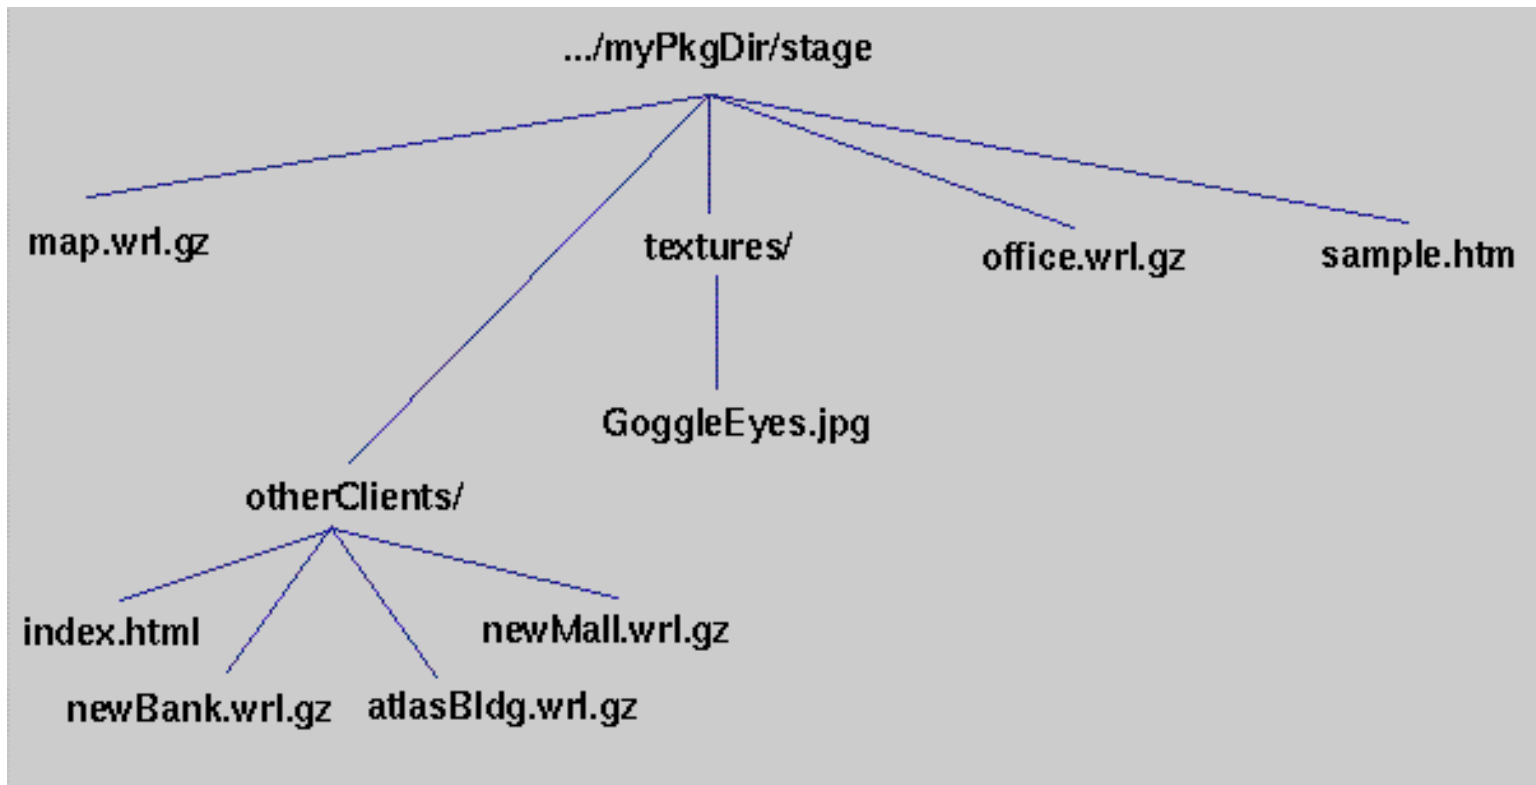 .../myPkgDir/stage
map.wrl.gz
textures/
office.wrl.gz
sample.htm
GoggleEyes.jpg
otherClients/
index.html
newMall.wrl.gz
newBank.wrl.gz
atlasBldg.wrl.gz